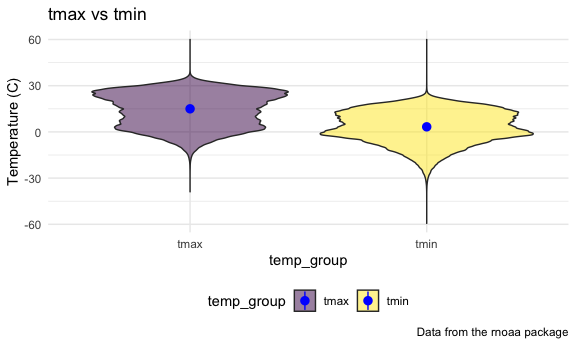 tmax vs tmin
Temperature (C)
60
30
0
-30
-60
tmax tmin
temp_group
temp_group tmax tmin
Data from the rnoaa package